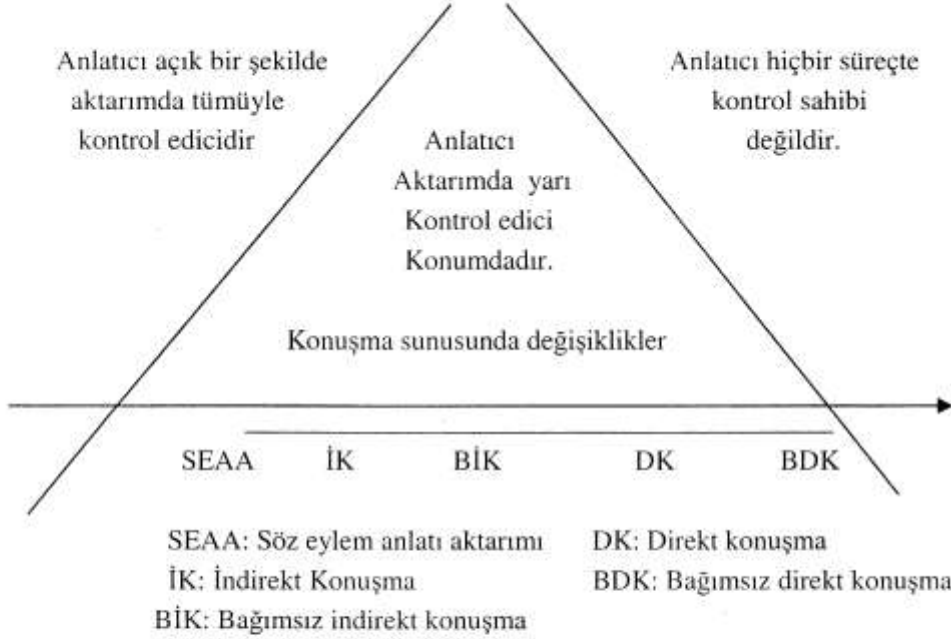 Anlatıcı açık bir şekilde
aktarımda tümüyle
kontrol edicidir
Anlatıcı hiçbir süreçte
kontrol sahibi
değildir.
Anlatıcı
Aktarımda yarı
Kontrol edici
Konumdadır.
Konuşma sunusunda değişiklikler
SEAA İK BİK DK BDK
SEAA: Söz eylem anlatı aktarımı
İK: İndirekt Konuşma
BİK: Bağımsız indirekt konuşma
DK: Direkt konuşma
BDK: Bağımsız direkt konuşma